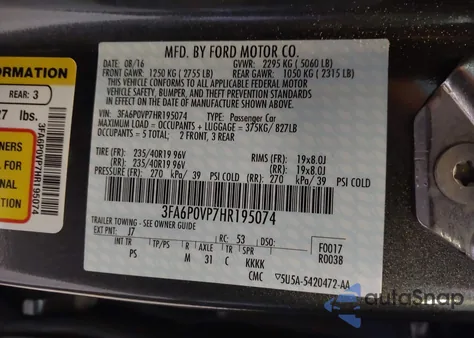 MFD. BY FORD MOTOR CO.
DATE: 08/16 GVWR: 2295 KG ( 5060 LB)
FRONT GAWR: 1250 KG ( 2755 LB) REAR GAWR: 1050 KG ( 2315 LB)
THIS VEHICLE CONFORMS TO ALL APPLICABLE FEDERAL MOTOR
VEHICLE SAFETY, BUMPER, AND THEFT PREVENTION STANDARDS
IN EFFECT ON THE DATE OF MANUFACTURE SHOWN ABOVE.
VIN: 3FA6P0VP7HR195074 TYPE: Passenger Car
MAXIMUM LOAD= OCCUPANTS + LUGGAGE = 375KG/827LB
OCCUPANTS = 5 TOTAL; 2 FRONT, 3 REAR
TIRE (FR): 235/40R19 96V RIMS (FR): 19x8.0J
(RR): 235/40R19 96V (RR): 19x8.0J
PRESSURE (FR): 270 kPa/ 39 PSI COLD (RR): 270 kPa/ 39 PSI COLD
3FA6P0VP7HR195074
TRAILER TOWING - SEE OWNER GUIDE
EXT PNT: J7 RC: 53 DSO: F0017
R0038
INT TR TP/PS R AXLE TR SPR
PS M 31 C KKKK
CMC 5U5A-5420472-AA
FORMATION
REAR: 3
27 lbs.
3FA6P0VP7HR195074
autoSnap